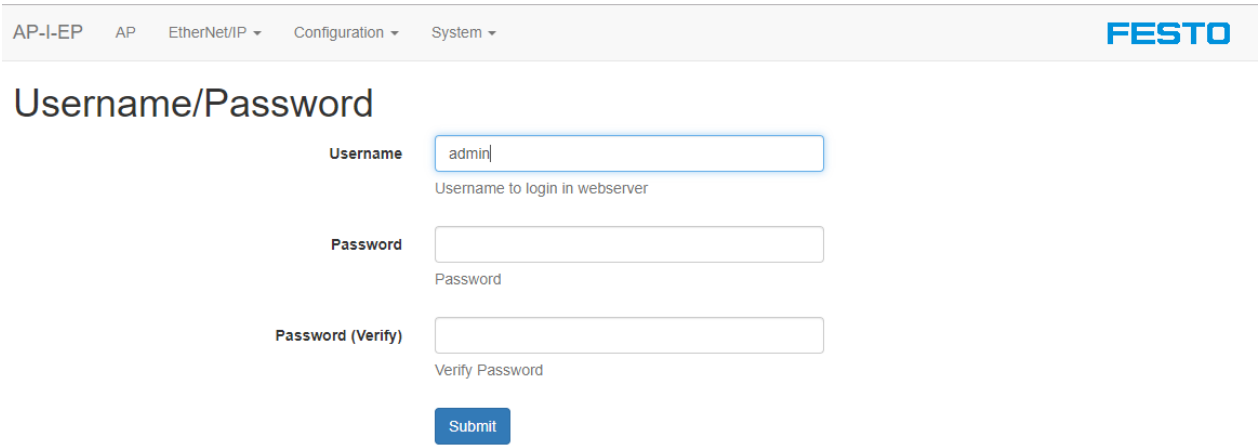 AP-I-EP AP EtherNet/IP Configuration System FESTO
Username/Password
Username admin
Username to login in webserver
Password
Password
Password (Verify)
Verify Password
Submit